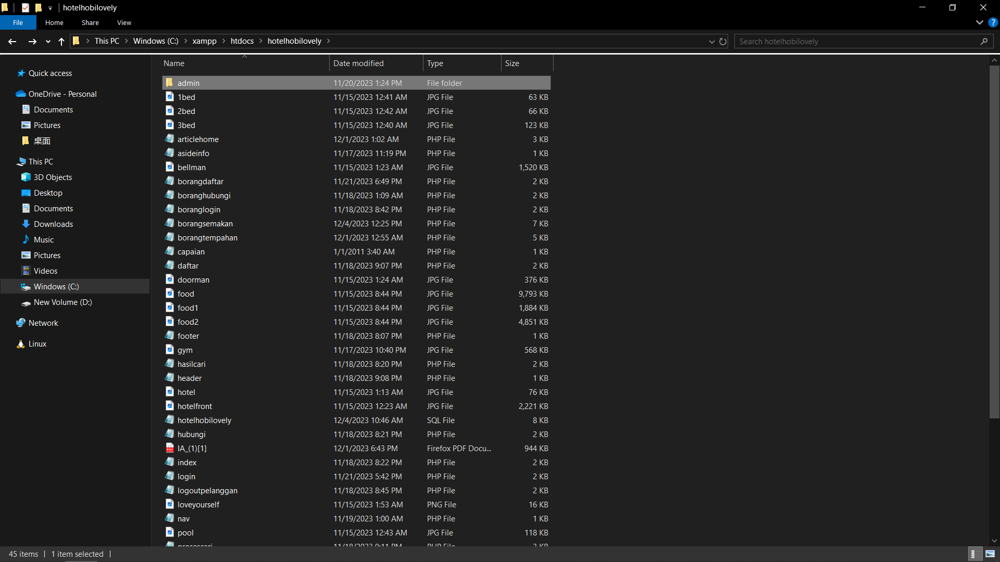 hotelhobilovely
File Home Share View
This PC Windows (C:) xampp htdocs hotelhobilovely
Search hotelhobilovely
Quick access
OneDrive - Personal
Documents
Pictures
桌面
This PC
3D Objects
Desktop
Documents
Downloads
Music
Pictures
Videos
Windows (C:)
New Volume (D:)
Network
Linux
Name Date modified Type Size
admin 11/20/2023 1:24 PM File folder
1bed 11/15/2023 12:41 AM JPG File 63 KB
2bed 11/15/2023 12:42 AM JPG File 66 KB
3bed 11/15/2023 12:40 AM JPG File 123 KB
articlehome 12/1/2023 1:02 AM PHP File 3 KB
asideinfo 11/17/2023 11:19 PM PHP File 1 KB
bellman 11/15/2023 1:23 AM JPG File 1,520 KB
borangdaftar 11/21/2023 6:49 PM PHP File 2 KB
boranghubungi 11/18/2023 1:09 AM PHP File 2 KB
boranglogin 11/18/2023 8:42 PM PHP File 2 KB
borangsemakan 12/4/2023 12:25 PM PHP File 7 KB
borangtempahan 12/1/2023 12:55 AM PHP File 5 KB
capaian 1/1/2011 3:40 AM PHP File 1 KB
daftar 11/18/2023 9:07 PM PHP File 2 KB
doorman 11/15/2023 1:24 AM JPG File 376 KB
food 11/15/2023 8:44 PM JPG File 9,793 KB
food1 11/15/2023 8:44 PM JPG File 1,884 KB
food2 11/15/2023 8:44 PM JPG File 4,851 KB
footer 11/18/2023 8:07 PM PHP File 1 KB
gym 11/17/2023 10:40 PM JPG File 568 KB
hasilcari 11/18/2023 8:20 PM PHP File 2 KB
header 11/18/2023 9:08 PM PHP File 1 KB
hotel 11/15/2023 1:13 AM JPG File 76 KB
hotelfront 11/15/2023 12:23 AM JPG File 2,221 KB
hotelhobilovely 12/4/2023 10:46 AM SQL File 8 KB
hubungi 11/18/2023 8:21 PM PHP File 2 KB
IA_(1)[1] 12/1/2023 6:43 PM Firefox PDF Docu... 944 KB
index 11/18/2023 8:22 PM PHP File 2 KB
login 11/21/2023 5:42 PM PHP File 2 KB
logoutpelanggan 11/18/2023 8:45 PM PHP File 2 KB
loveyourself 11/15/2023 1:53 AM PNG File 16 KB
nav 11/19/2023 1:00 AM PHP File 1 KB
pool 11/15/2023 12:43 AM JPG File 118 KB
45 items 1 item selected